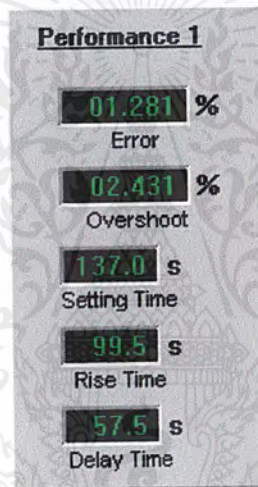 Performance 1
01.281 %
Error
02.431 %
Overshoot
137.0 s
Setting Time
99.5 s
Rise Time
57.5 s
Delay Time